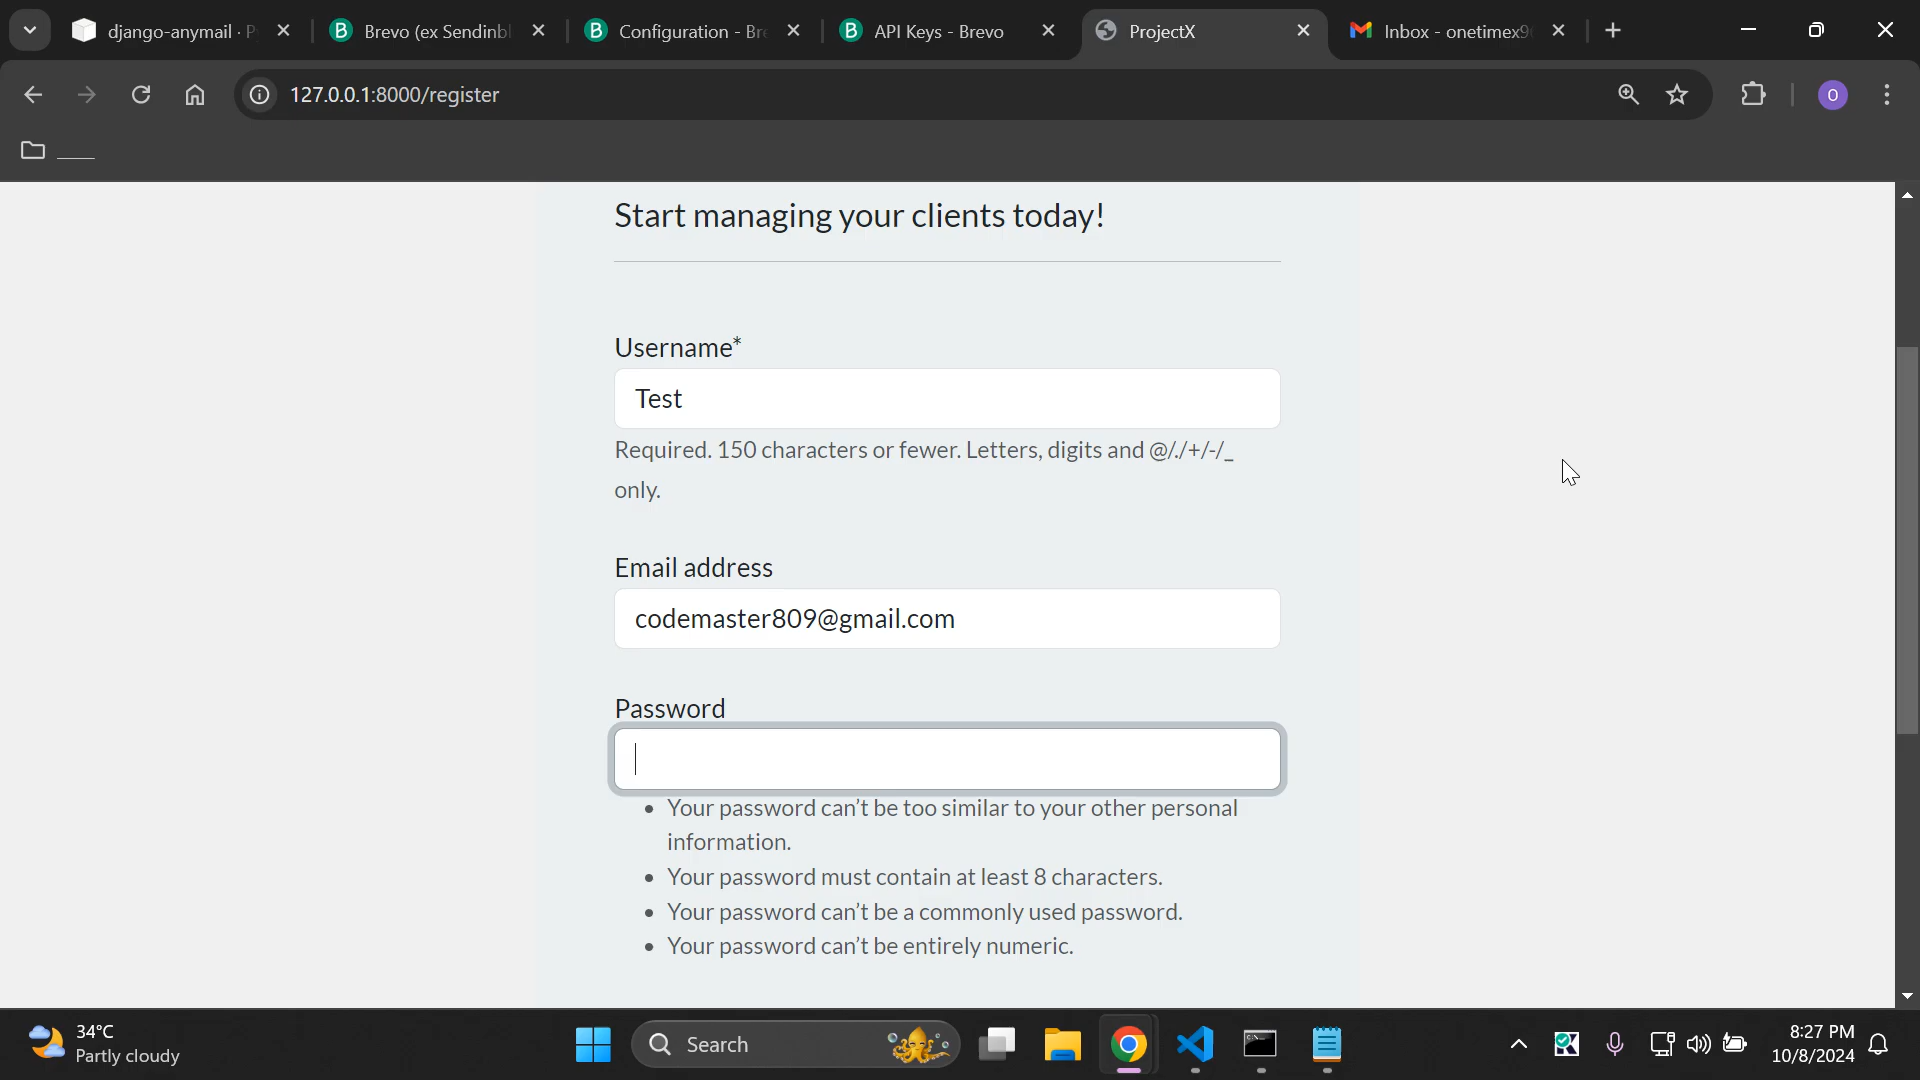 django-anymail · P
Brevo (ex Sendinbl
Configuration - Bre
API Keys - Brevo
ProjectX
Inbox - onetimex9
127.0.0.1:8000/register
O
____
Start managing your clients today!
Username*
Test
Required. 150 characters or fewer. Letters, digits and @/./+/-/_
only.
Email address
codemaster809@gmail.com
Password
Your password can't be too similar to your other personal
information.
Your password must contain at least 8 characters.
Your password can't be a commonly used password.
Your password can't be entirely numeric.
34°C
Partly cloudy
Search
8:27 PM
10/8/2024